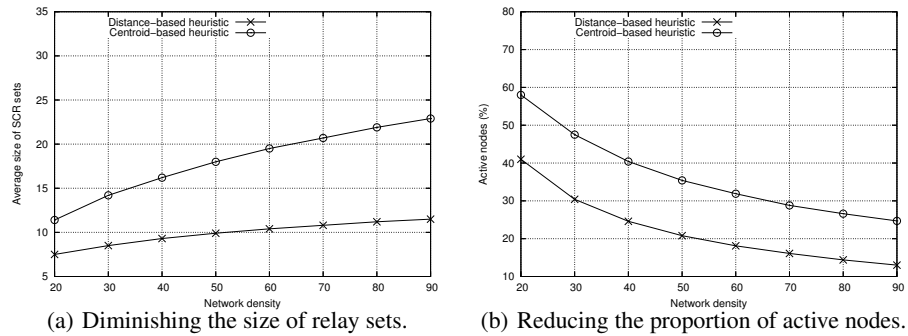 35
30
25
20
15
10
5
20 30 40 50 60 70 80 90
Average size of SCR sets
Network density
Distance-based heuristic
Centroid-based heuristic
(a) Diminishing the size of relay sets.
80
70
60
50
40
30
20
10
20 30 40 50 60 70 80 90
Active nodes (%)
Network density
Distance-based heuristic
Centroid-based heuristic
(b) Reducing the proportion of active nodes.